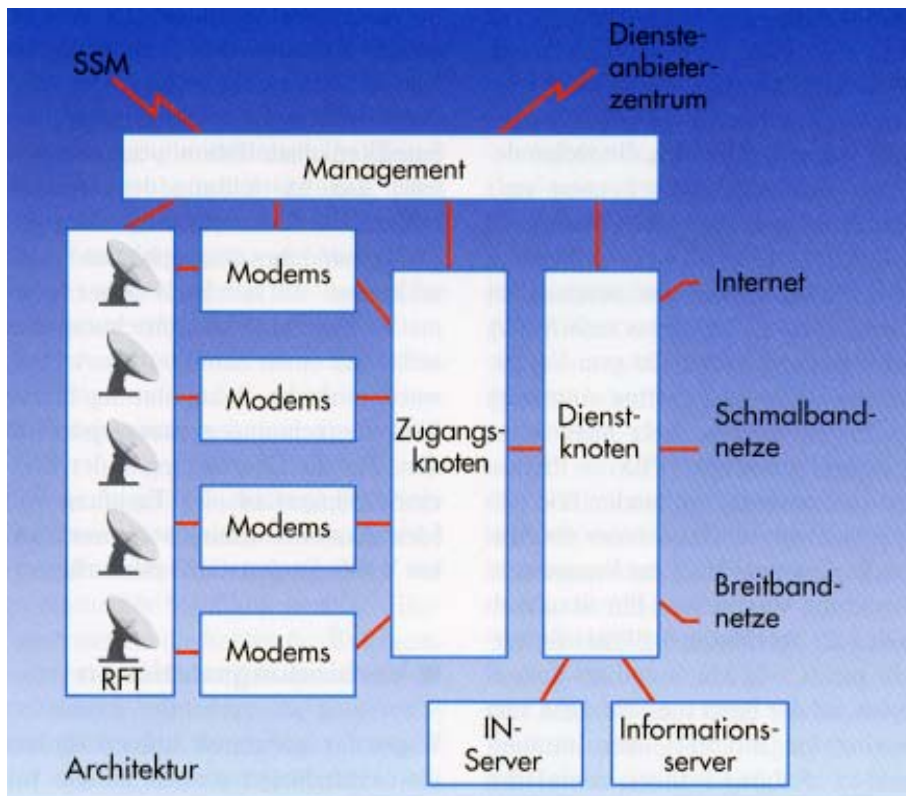 SSM
Dienste-
anbieter-
zentrum
Management
Modems
Modems
Modems
Modems
RFT
Zugangs-
knoten
Dienst-
knoten
Internet
Schmalband-
netze
Breitband-
netze
IN-
Server
Informations-
server
Architektur